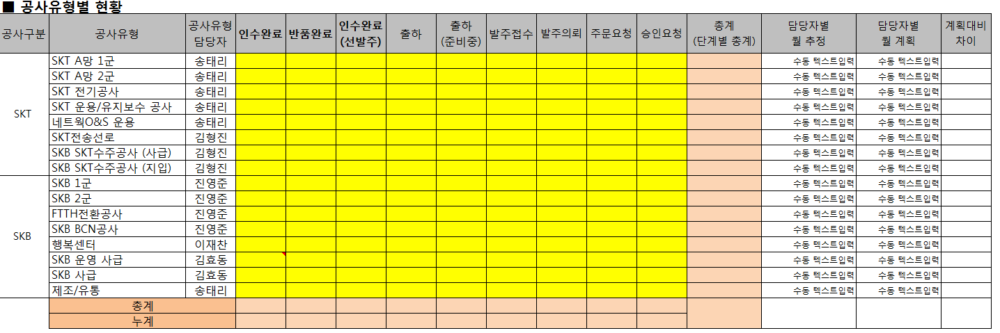 ■ 공사유형별 현황
공사구분 공사유형 공사유형 담당자 인수완료 반품완료 인수완료 (선발주) 출하 출하 (준비중) 발주접수 발주의뢰 주문요청 승인요청 총계 (단계별 총계) 담당자별 월 추정 담당자별 월 계획 계획대비 차이
SKT A망 1군 송태리 수동 텍스트입력 수동 텍스트입력
SKT A망 2군 송태리 수동 텍스트입력 수동 텍스트입력
SKT 전기공사 송태리 수동 텍스트입력 수동 텍스트입력
SKT 운용/유지보수 공사 송태리 수동 텍스트입력 수동 텍스트입력
SKT
네트웍O&S 운용 송태리 수동 텍스트입력 수동 텍스트입력
SKT전송선로 김형진 수동 텍스트입력 수동 텍스트입력
SKB SKT수주공사 (사급) 김형진 수동 텍스트입력 수동 텍스트입력
SKB SKT수주공사 (지입) 김형진 수동 텍스트입력 수동 텍스트입력
SKB 1군 진영준 수동 텍스트입력 수동 텍스트입력
SKB 2군 진영준 수동 텍스트입력 수동 텍스트입력
FTTH전환공사 진영준 수동 텍스트입력 수동 텍스트입력
SKB BCN공사 진영준 수동 텍스트입력 수동 텍스트입력
SKB
행복센터 이재찬 수동 텍스트입력 수동 텍스트입력
SKB 운영 사급 김효동 수동 텍스트입력 수동 텍스트입력
SKB 사급 김효동 수동 텍스트입력 수동 텍스트입력
제조/유통 송태리 수동 텍스트입력 수동 텍스트입력
총계
누계